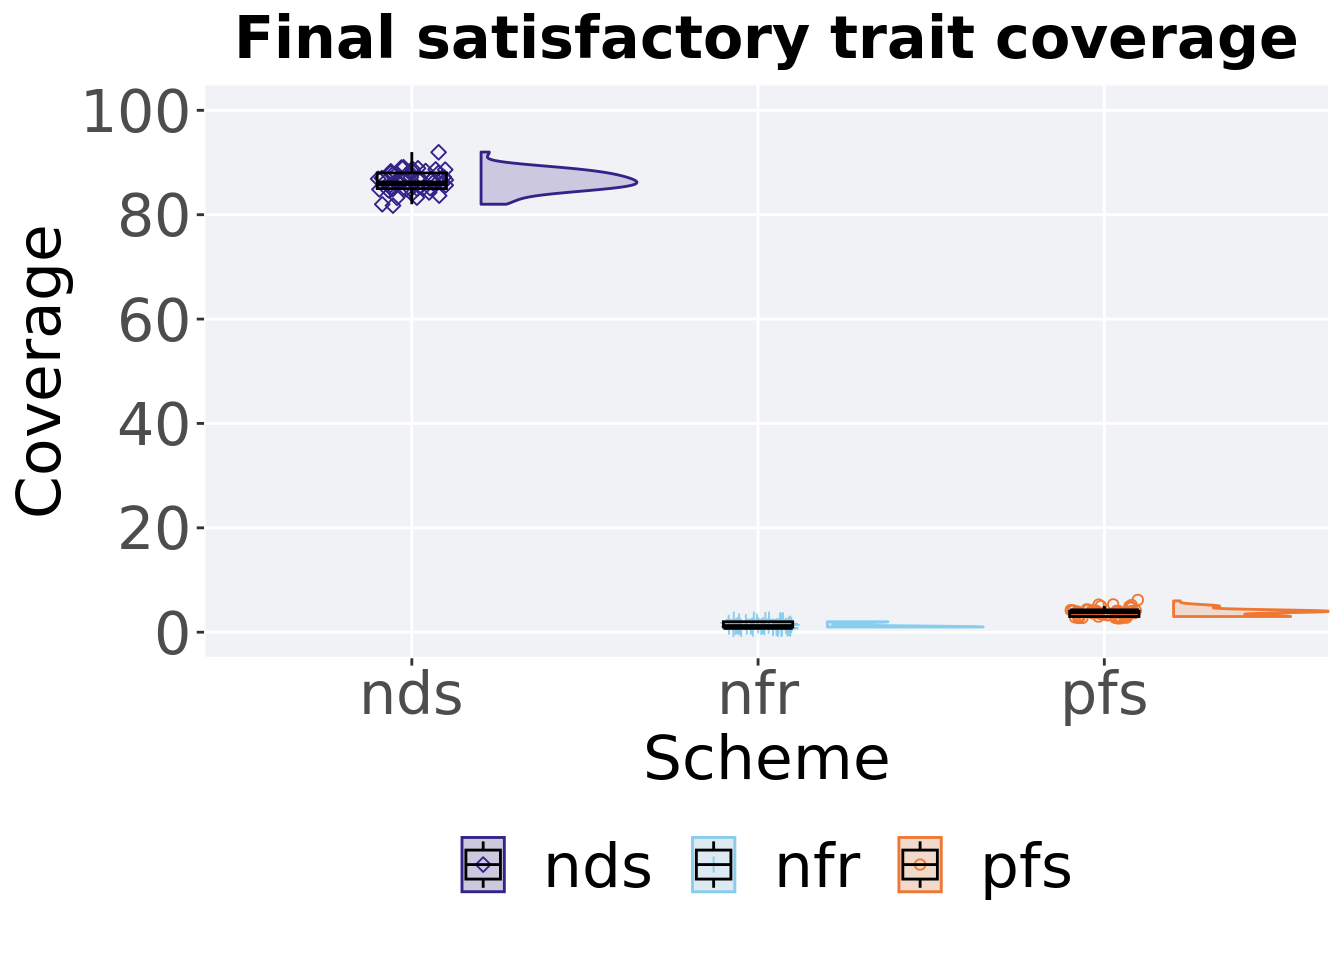 Final satisfactory trait coverage
100
80
60
40
20
0
Coverage
nds nfr pfs
Scheme
nds nfr pfs